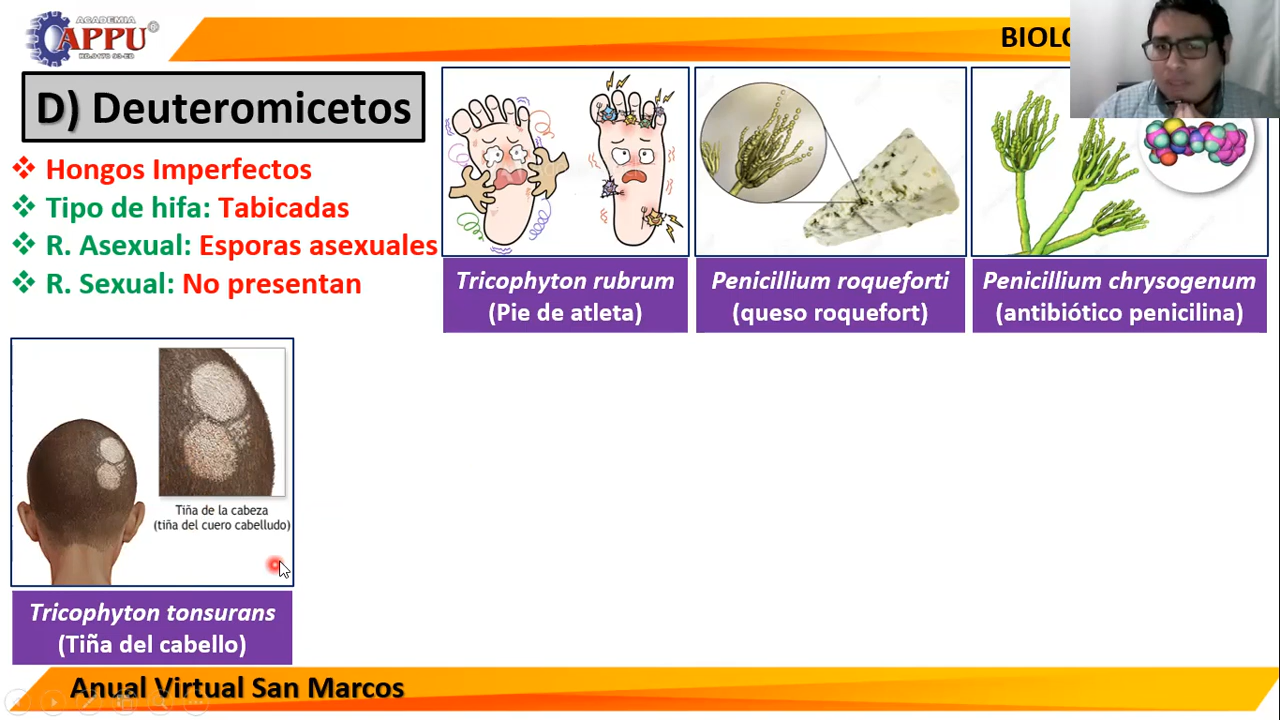 ACADEMIA
APPU
D) Deuteromicetos
Hongos Imperfectos
Tipo de hifa: Tabicadas
R. Asexual: Esporas asexuales
R. Sexual: No presentan
Tricophyton rubrum
(Pie de atleta)
Penicillium roqueforti
(queso roquefort)
Penicillium chrysogenum
(antibiótico penicilina)
Tiña de la cabeza
(tiña del cuero cabelludo)
Tricophyton tonsurans
(Tiña del cabello)
Anual Virtual San Marcos